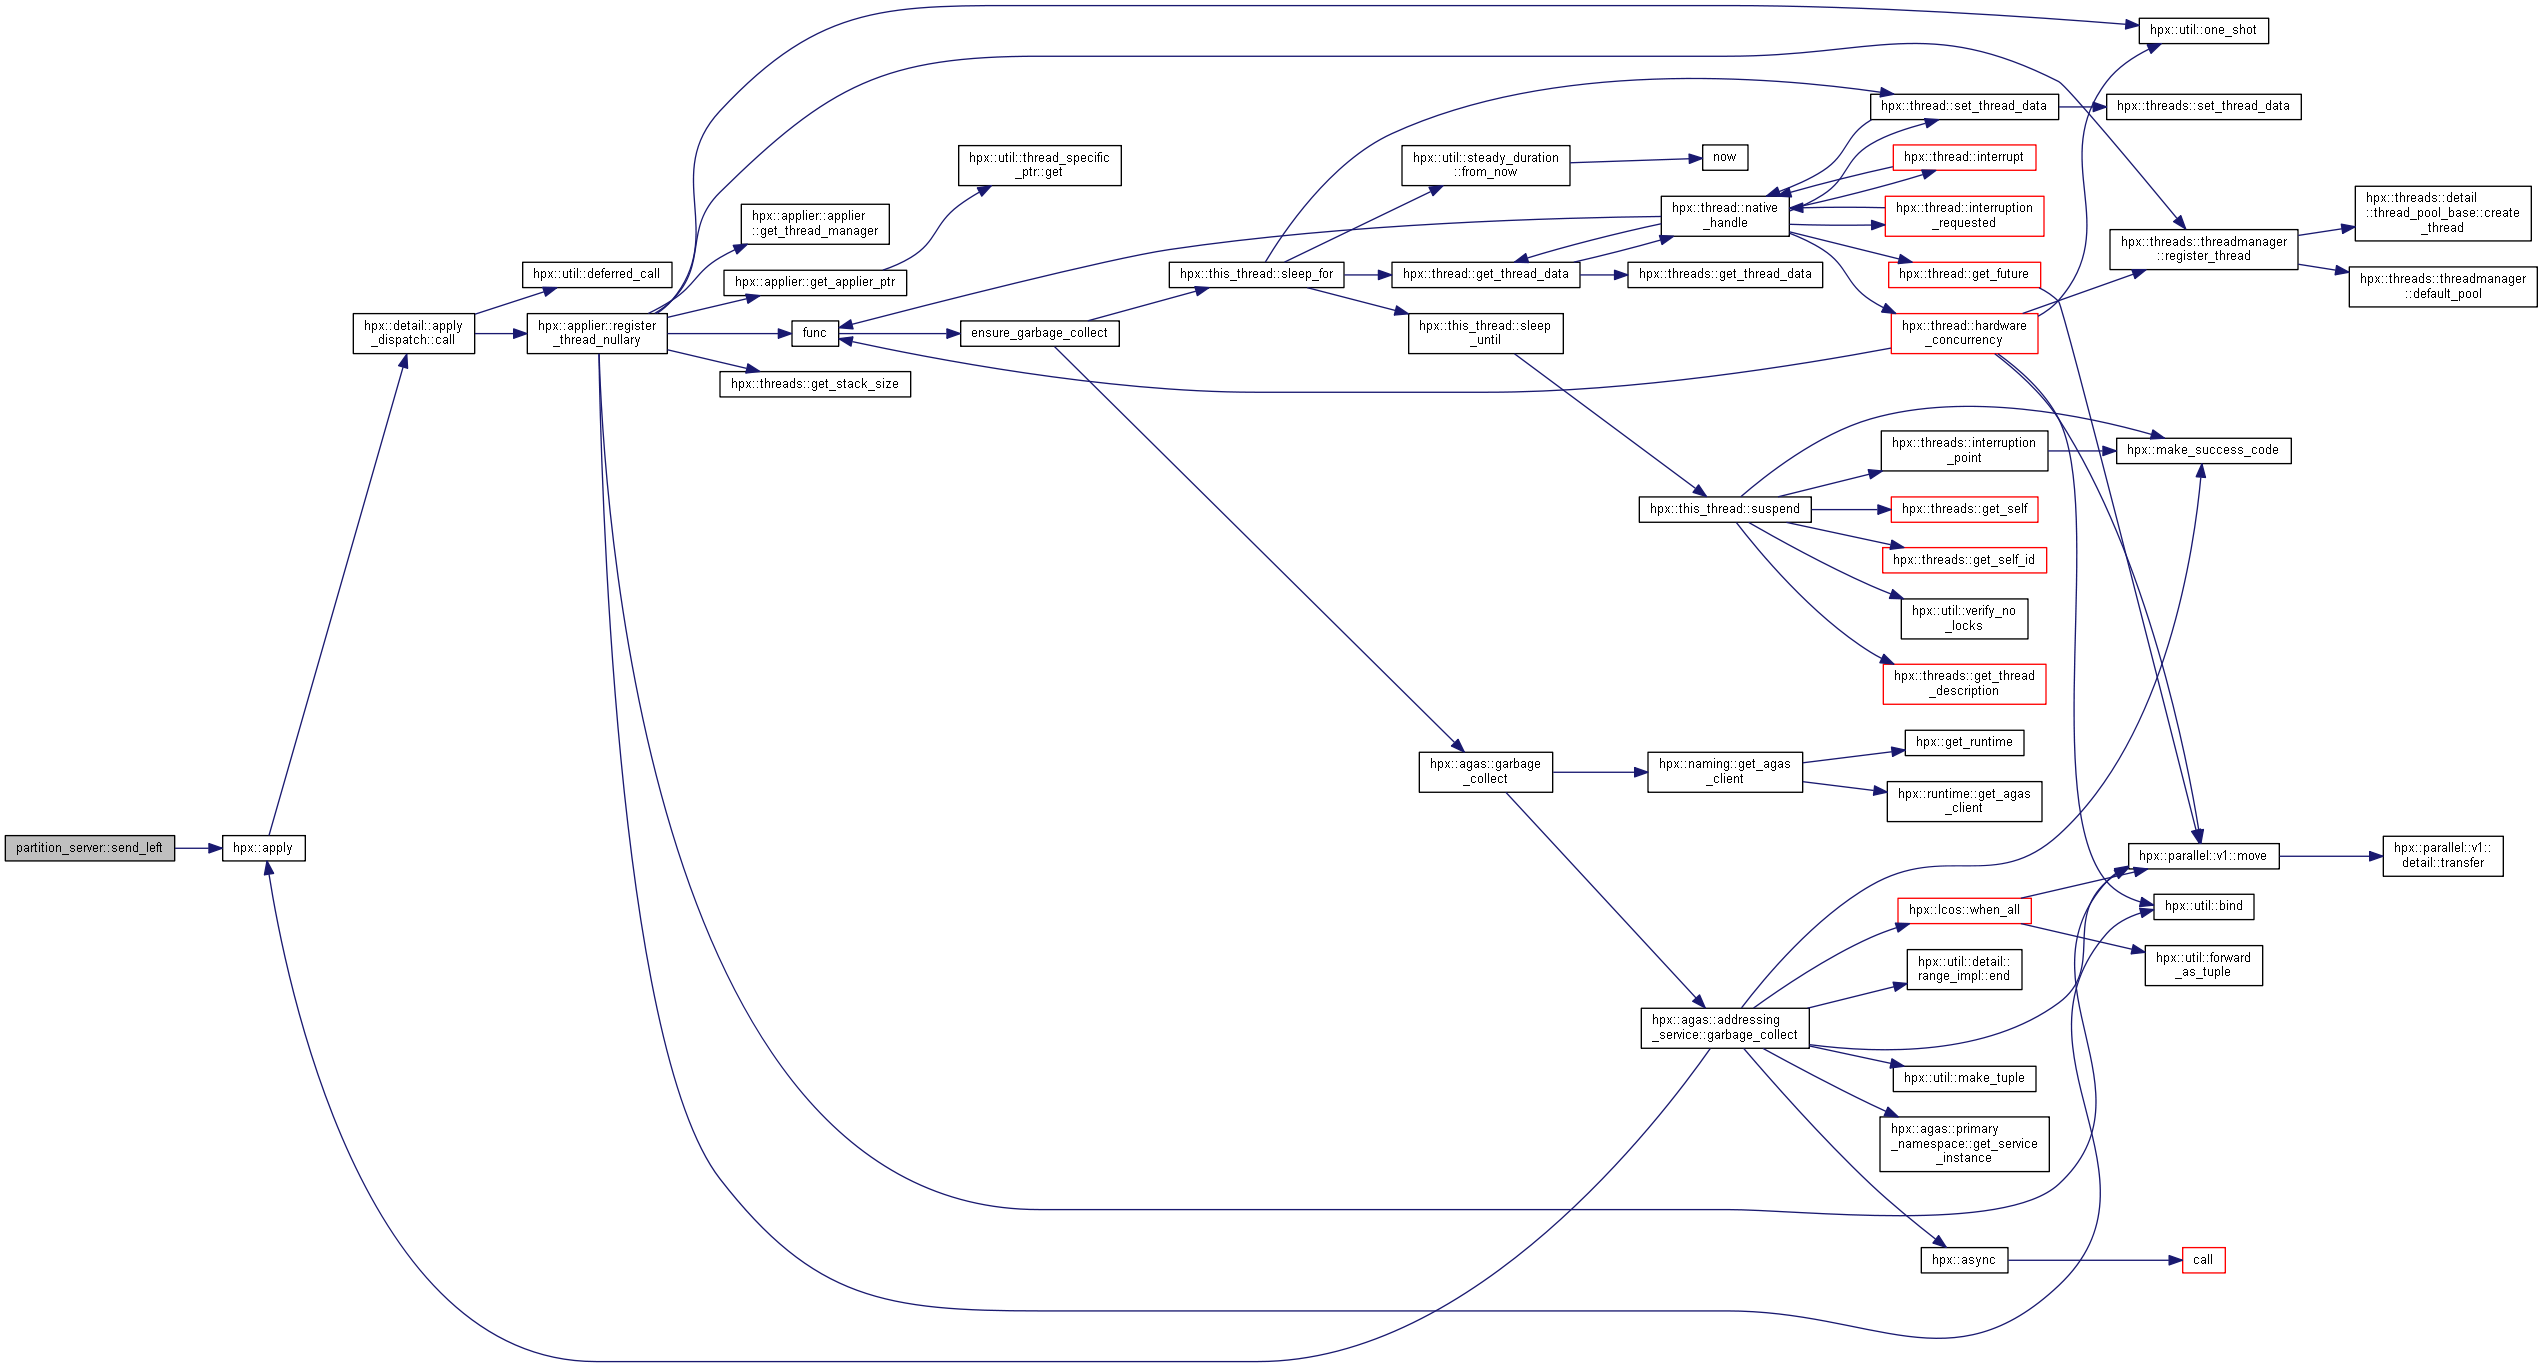 partition_server::send_left
hpx::apply
hpx::detail::apply
_dispatch::call
hpx::util::deferred_call
hpx::applier::register
_thread_nullary
hpx::applier::applier
::get_thread_manager
hpx::applier::get_applier_ptr
func
hpx::threads::get_stack_size
hpx::util::thread_specific
_ptr::get
ensure_garbage_collect
hpx::this_thread::sleep_for
hpx::util::steady_duration
::from_now
hpx::thread::get_thread_data
hpx::this_thread::sleep
_until
hpx::agas::garbage
_collect
now
hpx::thread::native
_handle
hpx::threads::get_thread_data
hpx::this_thread::suspend
hpx::naming::get_agas
_client
hpx::agas::addressing
_service::garbage_collect
hpx::thread::set_thread_data
hpx::thread::interrupt
hpx::thread::interruption
_requested
hpx::thread::get_future
hpx::thread::hardware
_concurrency
hpx::threads::interruption
_point
hpx::threads::get_self
hpx::threads::get_self_id
hpx::util::verify_no
_locks
hpx::threads::get_thread
_description
hpx::get_runtime
hpx::runtime::get_agas
_client
hpx::lcos::when_all
hpx::util::detail::
range_impl::end
hpx::util::make_tuple
hpx::agas::primary
_namespace::get_service
_instance
hpx::async
hpx::util::one_shot
hpx::threads::set_thread_data
hpx::threads::threadmanager
::register_thread
hpx::make_success_code
hpx::parallel::v1::move
hpx::util::bind
hpx::util::forward
_as_tuple
call
hpx::threads::detail
::thread_pool_base::create
_thread
hpx::threads::threadmanager
::default_pool
hpx::parallel::v1::
detail::transfer